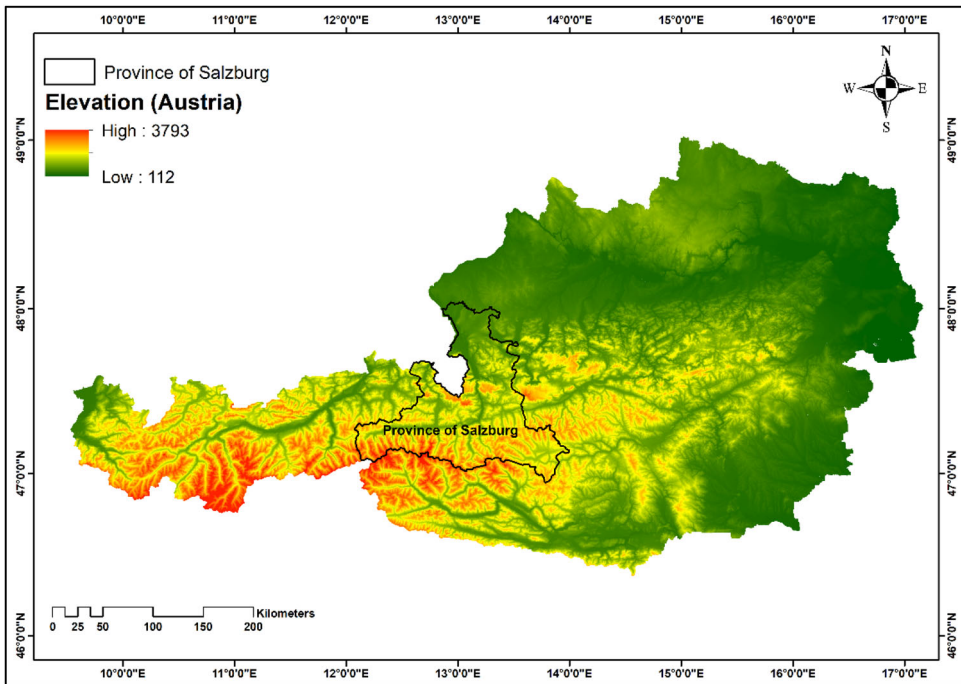 10°0'0"E 11°0'0"E 12°0'0"E 13°0'0"E 14°0'0"E 15°0'0"E 16°0'0"E 17°0'0"E
Province of Salzburg
Elevation (Austria)
High : 3793
Low : 112
N
W E
S
49°0'0"N 49°0'0"N
48°0'0"N 48°0'0"N
Province of Salzburg
47°0'0"N 47°0'0"N
Kilometers
0 25 50 100 150 200
46°0'0"N 46°0'0"N
10°0'0"E 11°0'0"E 12°0'0"E 13°0'0"E 14°0'0"E 15°0'0"E 16°0'0"E 17°0'0"E